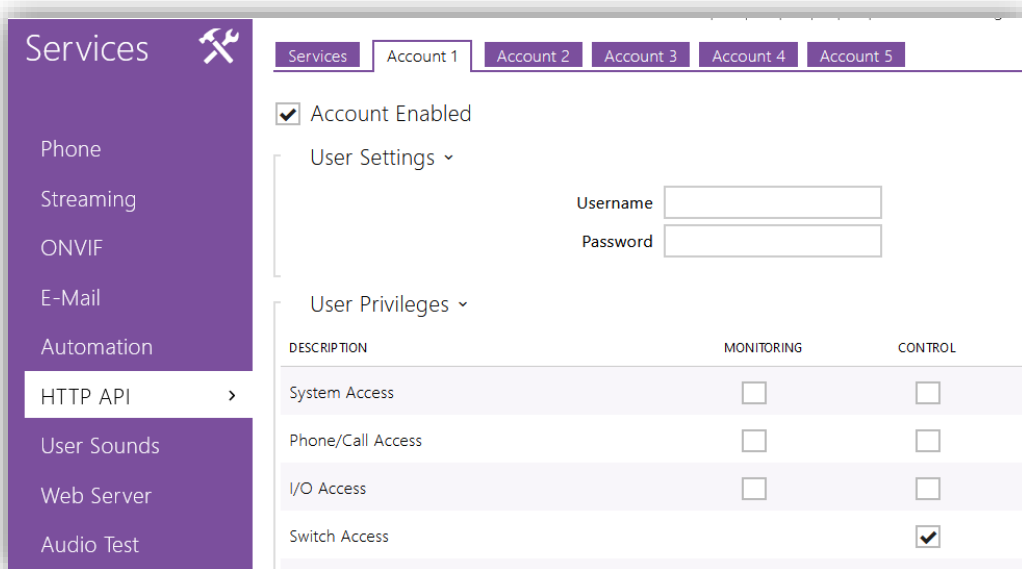 Services
Phone
Streaming
ONVIF
E-Mail
Automation
HTTP API
User Sounds
Web Server
Audio Test
Services Account 1 Account 2 Account 3 Account 4 Account 5
Account Enabled
User Settings
Username
Password
User Privileges
DESCRIPTION MONITORING CONTROL
System Access
Phone/Call Access
I/O Access
Switch Access